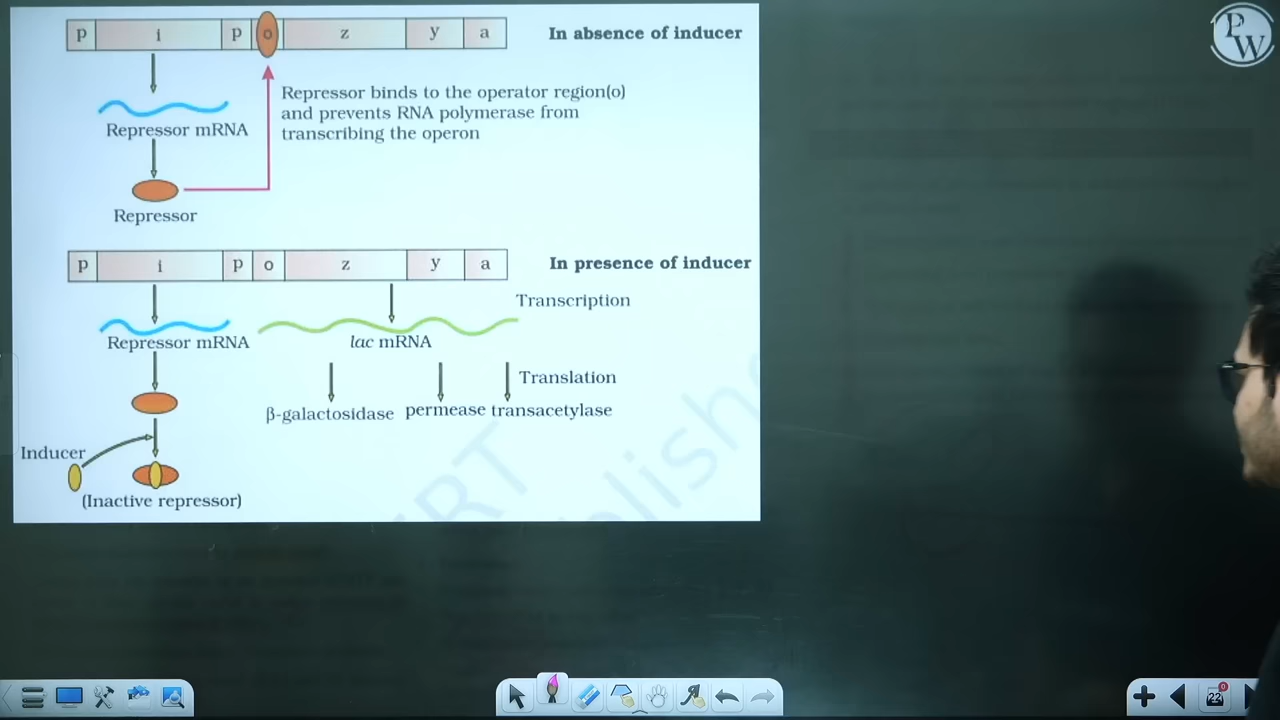 p i p o z y a In absence of inducer
Repressor binds to the operator region(o)
and prevents RNA polymerase from
transcribing the operon
Repressor mRNA
Repressor
p i p o z y a In presence of inducer
Transcription
Repressor mRNA lac mRNA
Translation
β-galactosidase permease transacetylase
Inducer
(Inactive repressor)
PW
22
0